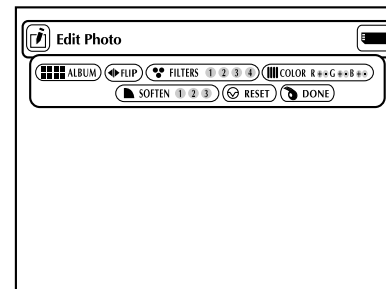 Edit Photo
ALBUM FLIP FILTERS 1 2 3 4 COLOR R G B
SOFTEN 1 2 3 RESET DONE